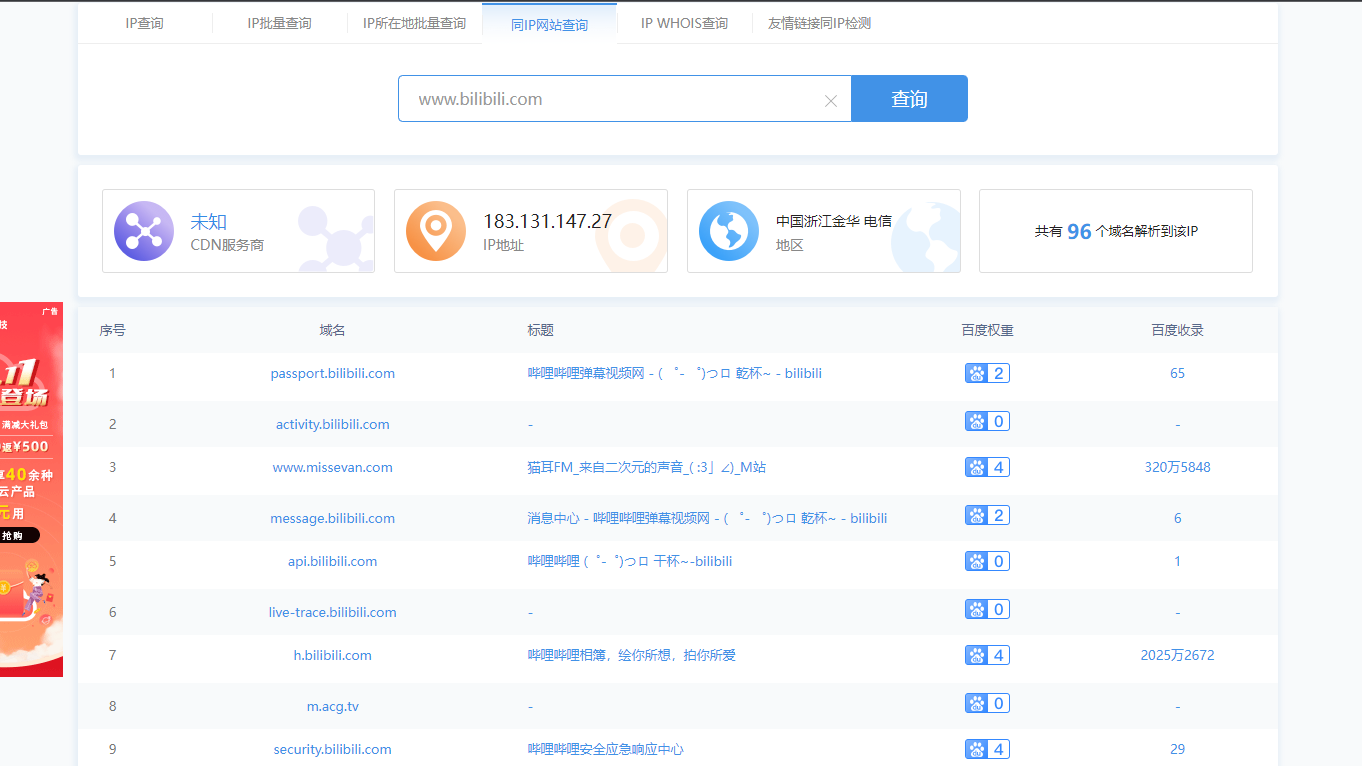 IP查询 IP批量查询 IP所在地批量查询 同IP网站查询 IP WHOIS查询 友情链接同IP检测
www.bilibili.com 查询
未知
CDN服务商
183.131.147.27
IP地址
中国浙江金华 电信
地区
共有 96 个域名解析到该IP
广告
技
.11
登场
满减大礼包
返¥500
享40余种
云产品
元用
抢购
序号 域名 标题 百度权重 百度收录
1 passport.bilibili.com 哔哩哔哩弹幕视频网 - ( ゜- ゜)つロ 乾杯~ - bilibili 2 65
2 activity.bilibili.com - 0 -
3 www.missevan.com 猫耳FM_来自二次元的声音_( :3」∠)_M站 4 320万5848
4 message.bilibili.com 消息中心 - 哔哩哔哩弹幕视频网 - ( ゜- ゜)つロ 乾杯~ - bilibili 2 6
5 api.bilibili.com 哔哩哔哩 (゜-゜)つロ 干杯~-bilibili 0 1
6 live-trace.bilibili.com - 0 -
7 h.bilibili.com 哔哩哔哩相簿，绘你所想，拍你所爱 4 2025万2672
8 m.acg.tv - 0 -
9 security.bilibili.com 哔哩哔哩安全应急响应中心 4 29